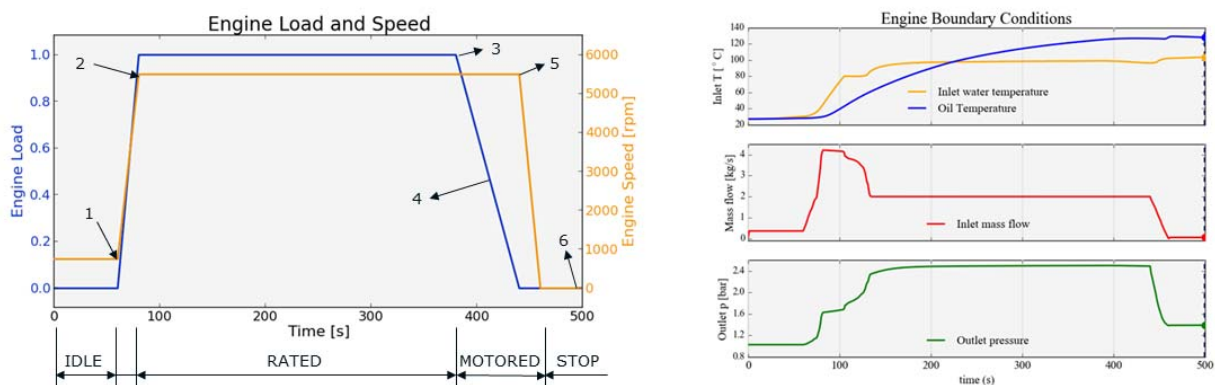 Engine Load and Speed
Engine Load
1.0
0.8
0.6
0.4
0.2
0.0
6000
5000
4000
3000
2000
1000
0
Engine Speed [rpm]
1
2
3
4
5
6
0 100 200 300 400 500
Time [s]
IDLE RATED MOTORED STOP
Engine Boundary Conditions
Inlet T [°C]
140
120
100
80
60
40
20
Inlet water temperature
Oil Temperature
Mass flow [kg/s]
4
3
2
1
0
Inlet mass flow
Outlet p [bar]
2.4
2.0
1.6
1.2
0.8
Outlet pressure
0 100 200 300 400 500
time (s)